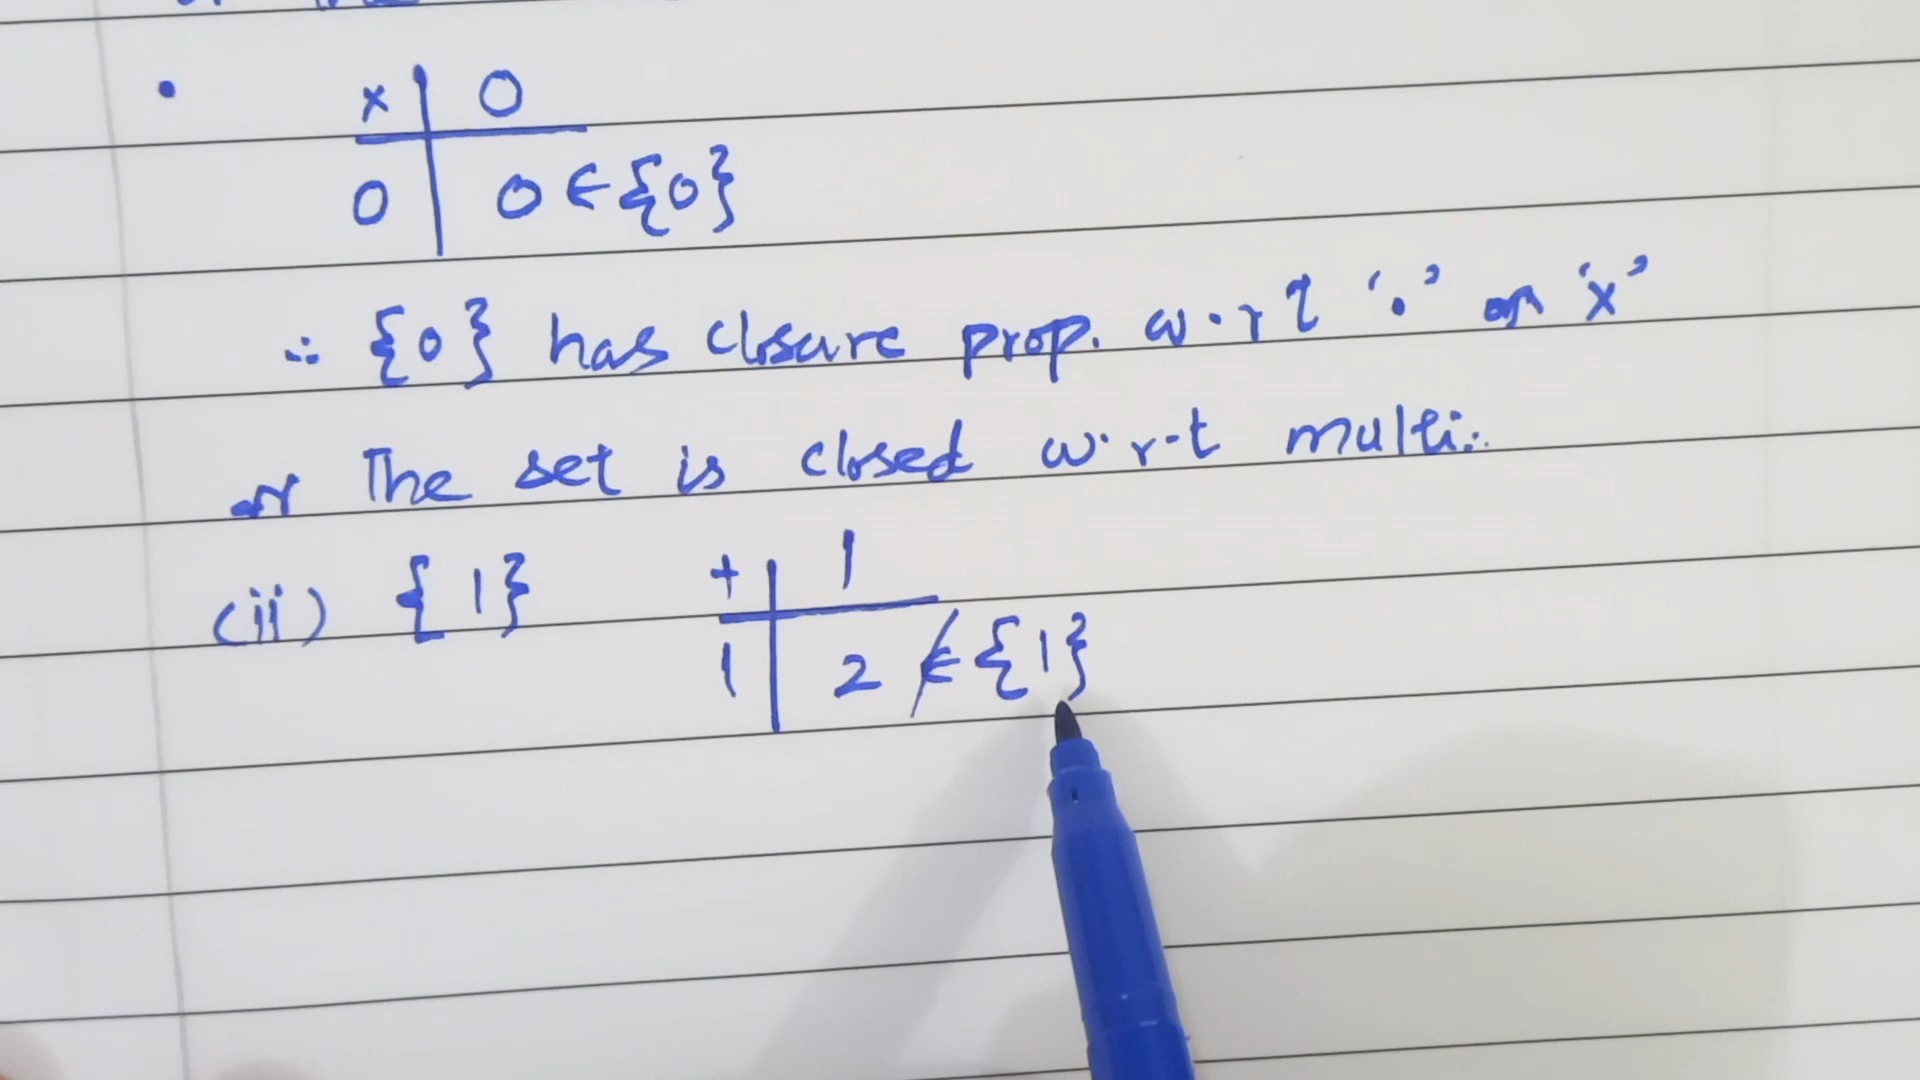 • × | 0
0 | 0 ∈ {0}
∴ {0} has closure prop. w.r.t '.' or 'x'
or The set is closed w.r.t multi:.
(ii) {1} + | 1
1 | 2 ∉ {1}